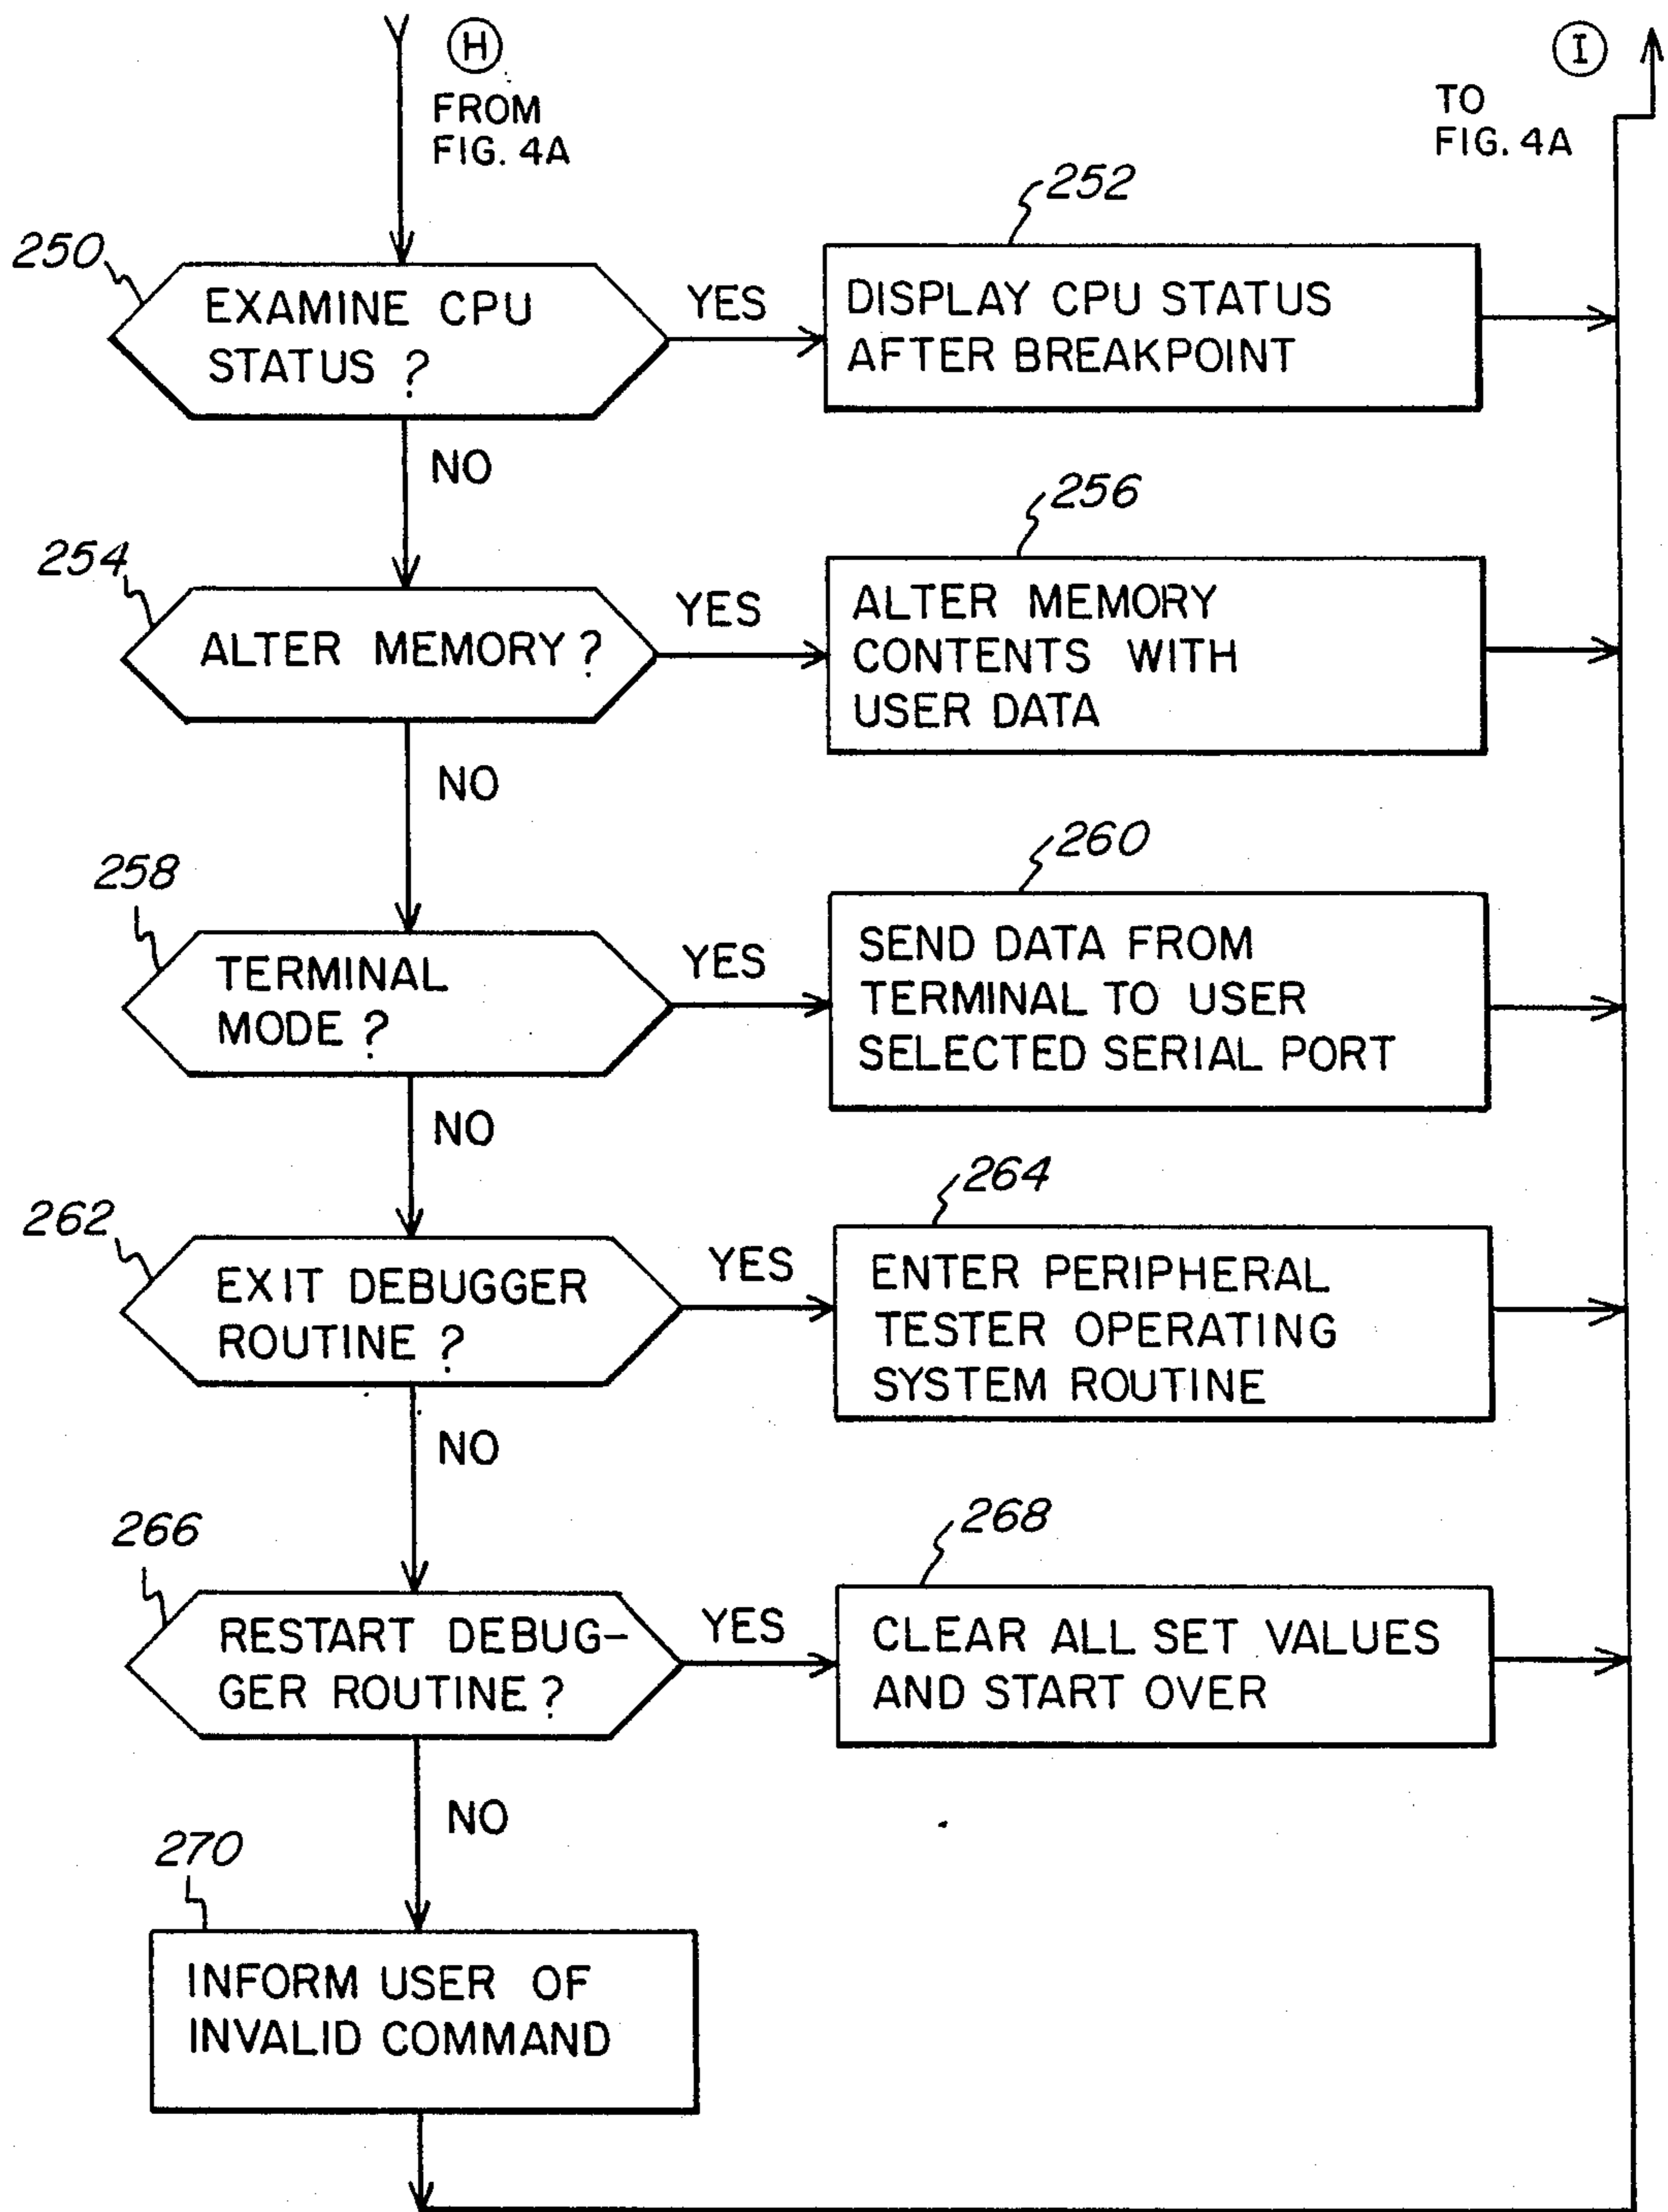 H
FROM
FIG. 4A
I
TO
FIG. 4A
250
EXAMINE CPU
STATUS ?
YES
252
DISPLAY CPU STATUS
AFTER BREAKPOINT
NO
254
ALTER MEMORY ?
YES
256
ALTER MEMORY
CONTENTS WITH
USER DATA
NO
258
TERMINAL
MODE ?
YES
260
SEND DATA FROM
TERMINAL TO USER
SELECTED SERIAL PORT
NO
262
EXIT DEBUGGER
ROUTINE ?
YES
264
ENTER PERIPHERAL
TESTER OPERATING
SYSTEM ROUTINE
NO
266
RESTART DEBUG-
GER ROUTINE ?
YES
268
CLEAR ALL SET VALUES
AND START OVER
NO
270
INFORM USER OF
INVALID COMMAND